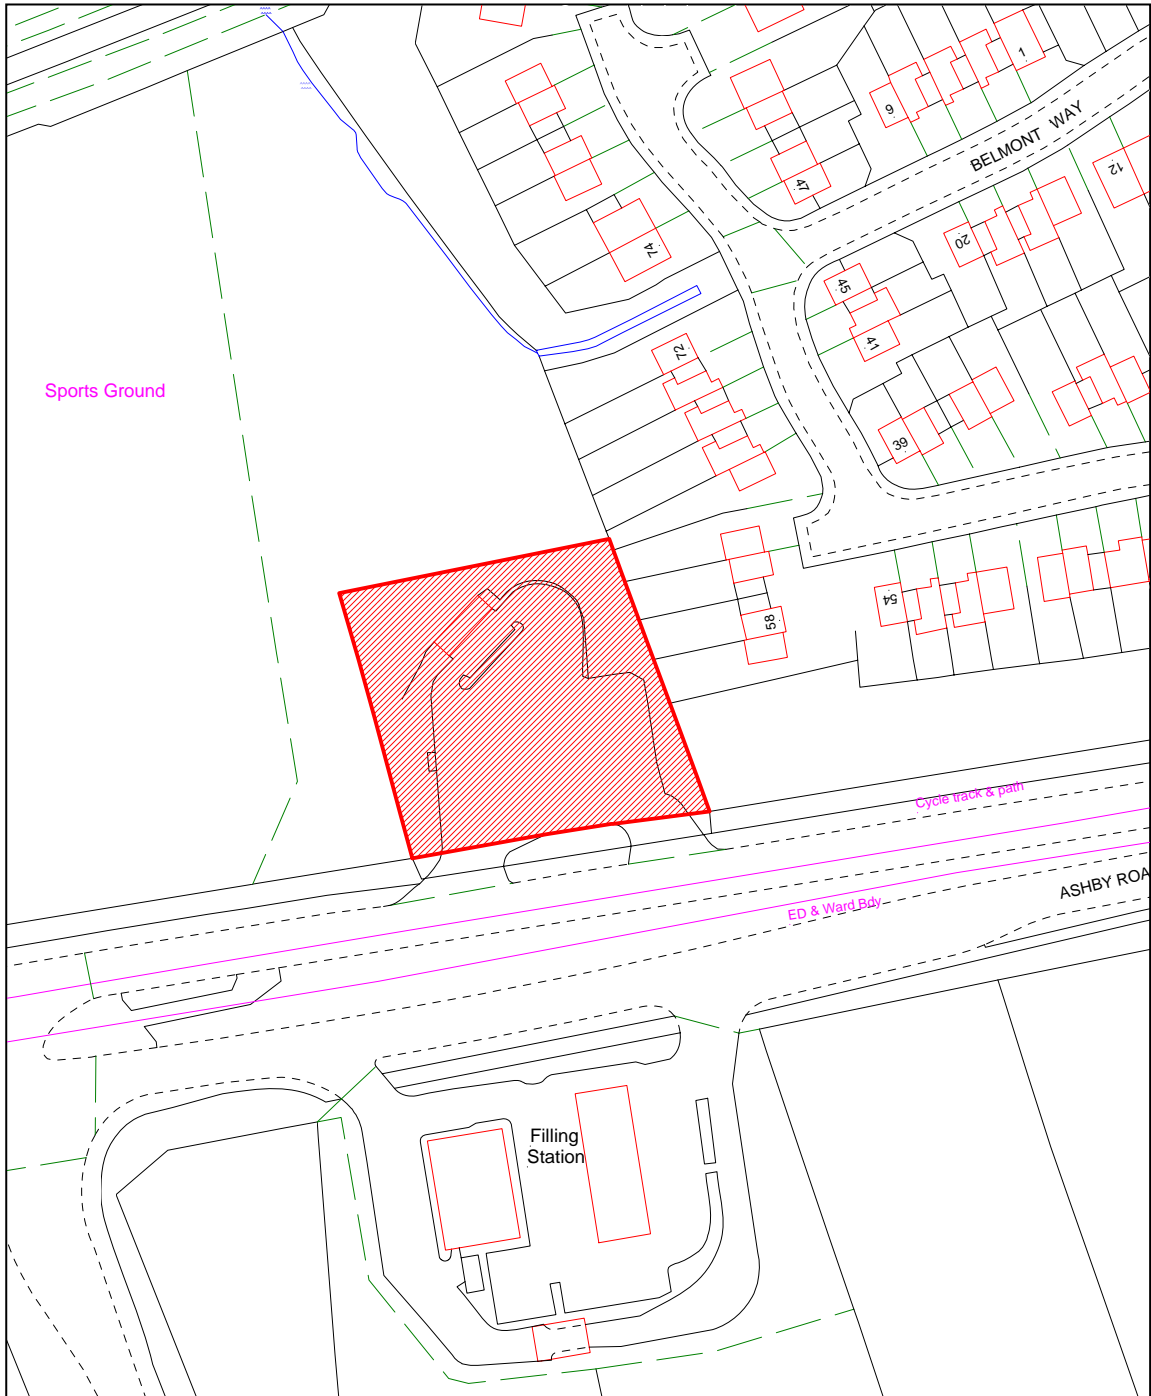 1
9
BELMONT WAY
12
47
20
74
45
72
41
Sports Ground
39
54
58
Cycle track & path
ASHBY ROA
ED & Ward Bdy
Filling
Station